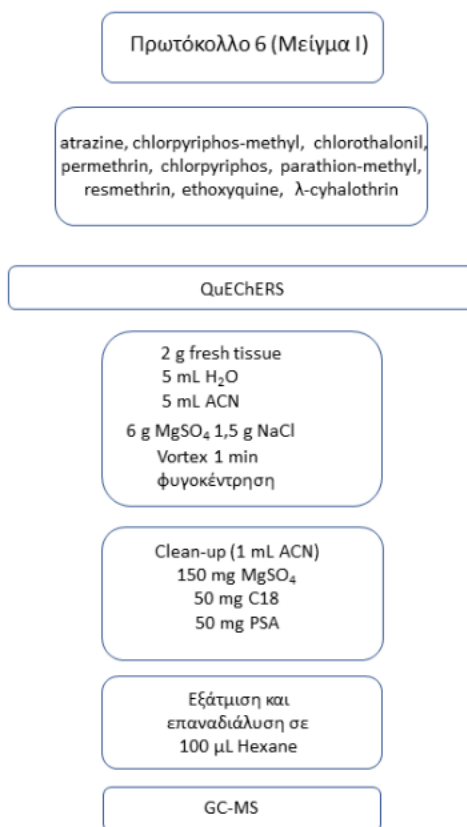 Πρωτόκολλο 6 (Μείγμα Ι)
atrazine, chlorpyriphos-methyl, chlorothalonil,
permethrin, chlorpyriphos, parathion-methyl,
resmethrin, ethoxyquine, λ-cyhalothrin
QuEChERS
2 g fresh tissue
5 mL H₂O
5 mL ACN
6 g MgSO₄ 1,5 g NaCl
Vortex 1 min
φυγοκέντρηση
Clean-up (1 mL ACN)
150 mg MgSO₄
50 mg C18
50 mg PSA
Εξάτμιση και
επαναδιάλυση σε
100 μL Hexane
GC-MS